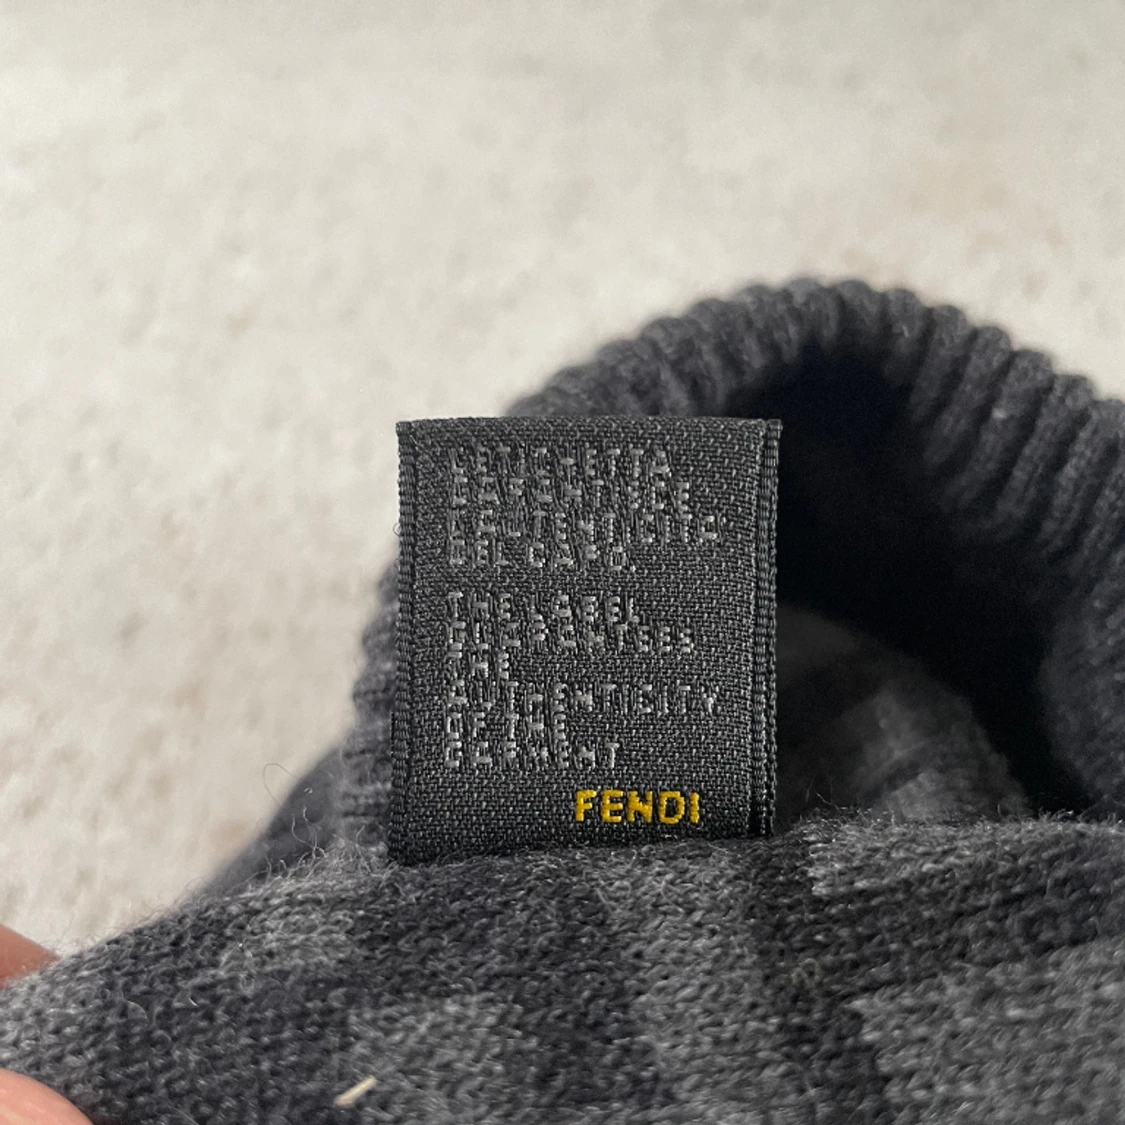 L'ETICHETTA
GARANTISCE
L'AUTENTICITA'
DEL CAPO.
THE LABEL
GUARANTEES
THE
AUTHENTICITY
OF THE
GARMENT
FENDI